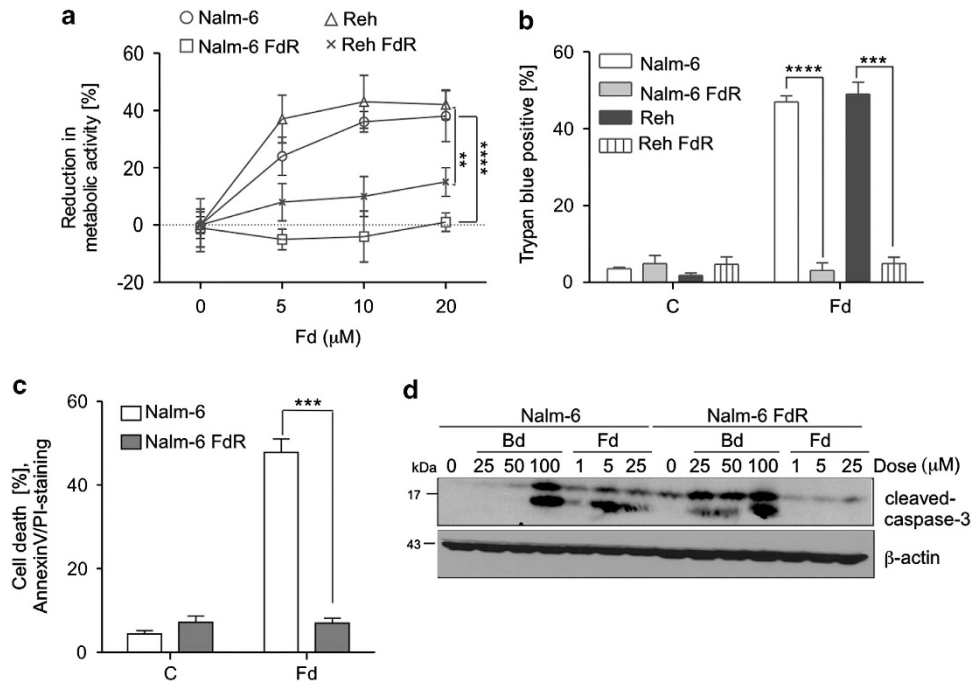 a
Nalm-6
Reh
Nalm-6 FdR
Reh FdR
Reduction in
metabolic activity [%]
60
40
20
0
-20
**
****
0 5 10 20
Fd (μM)
b
Trypan blue positive [%]
60
40
20
0
Nalm-6
Nalm-6 FdR
Reh
Reh FdR
****
***
C Fd
c
Cell death [%],
AnnexinV/PI-staining
60
40
20
0
Nalm-6
Nalm-6 FdR
***
C Fd
d
Nalm-6 Nalm-6 FdR
Bd Fd Bd Fd
kDa 0 25 50 100 1 5 25 0 25 50 100 1 5 25 Dose (μM)
17
cleaved-
caspase-3
43
β-actin